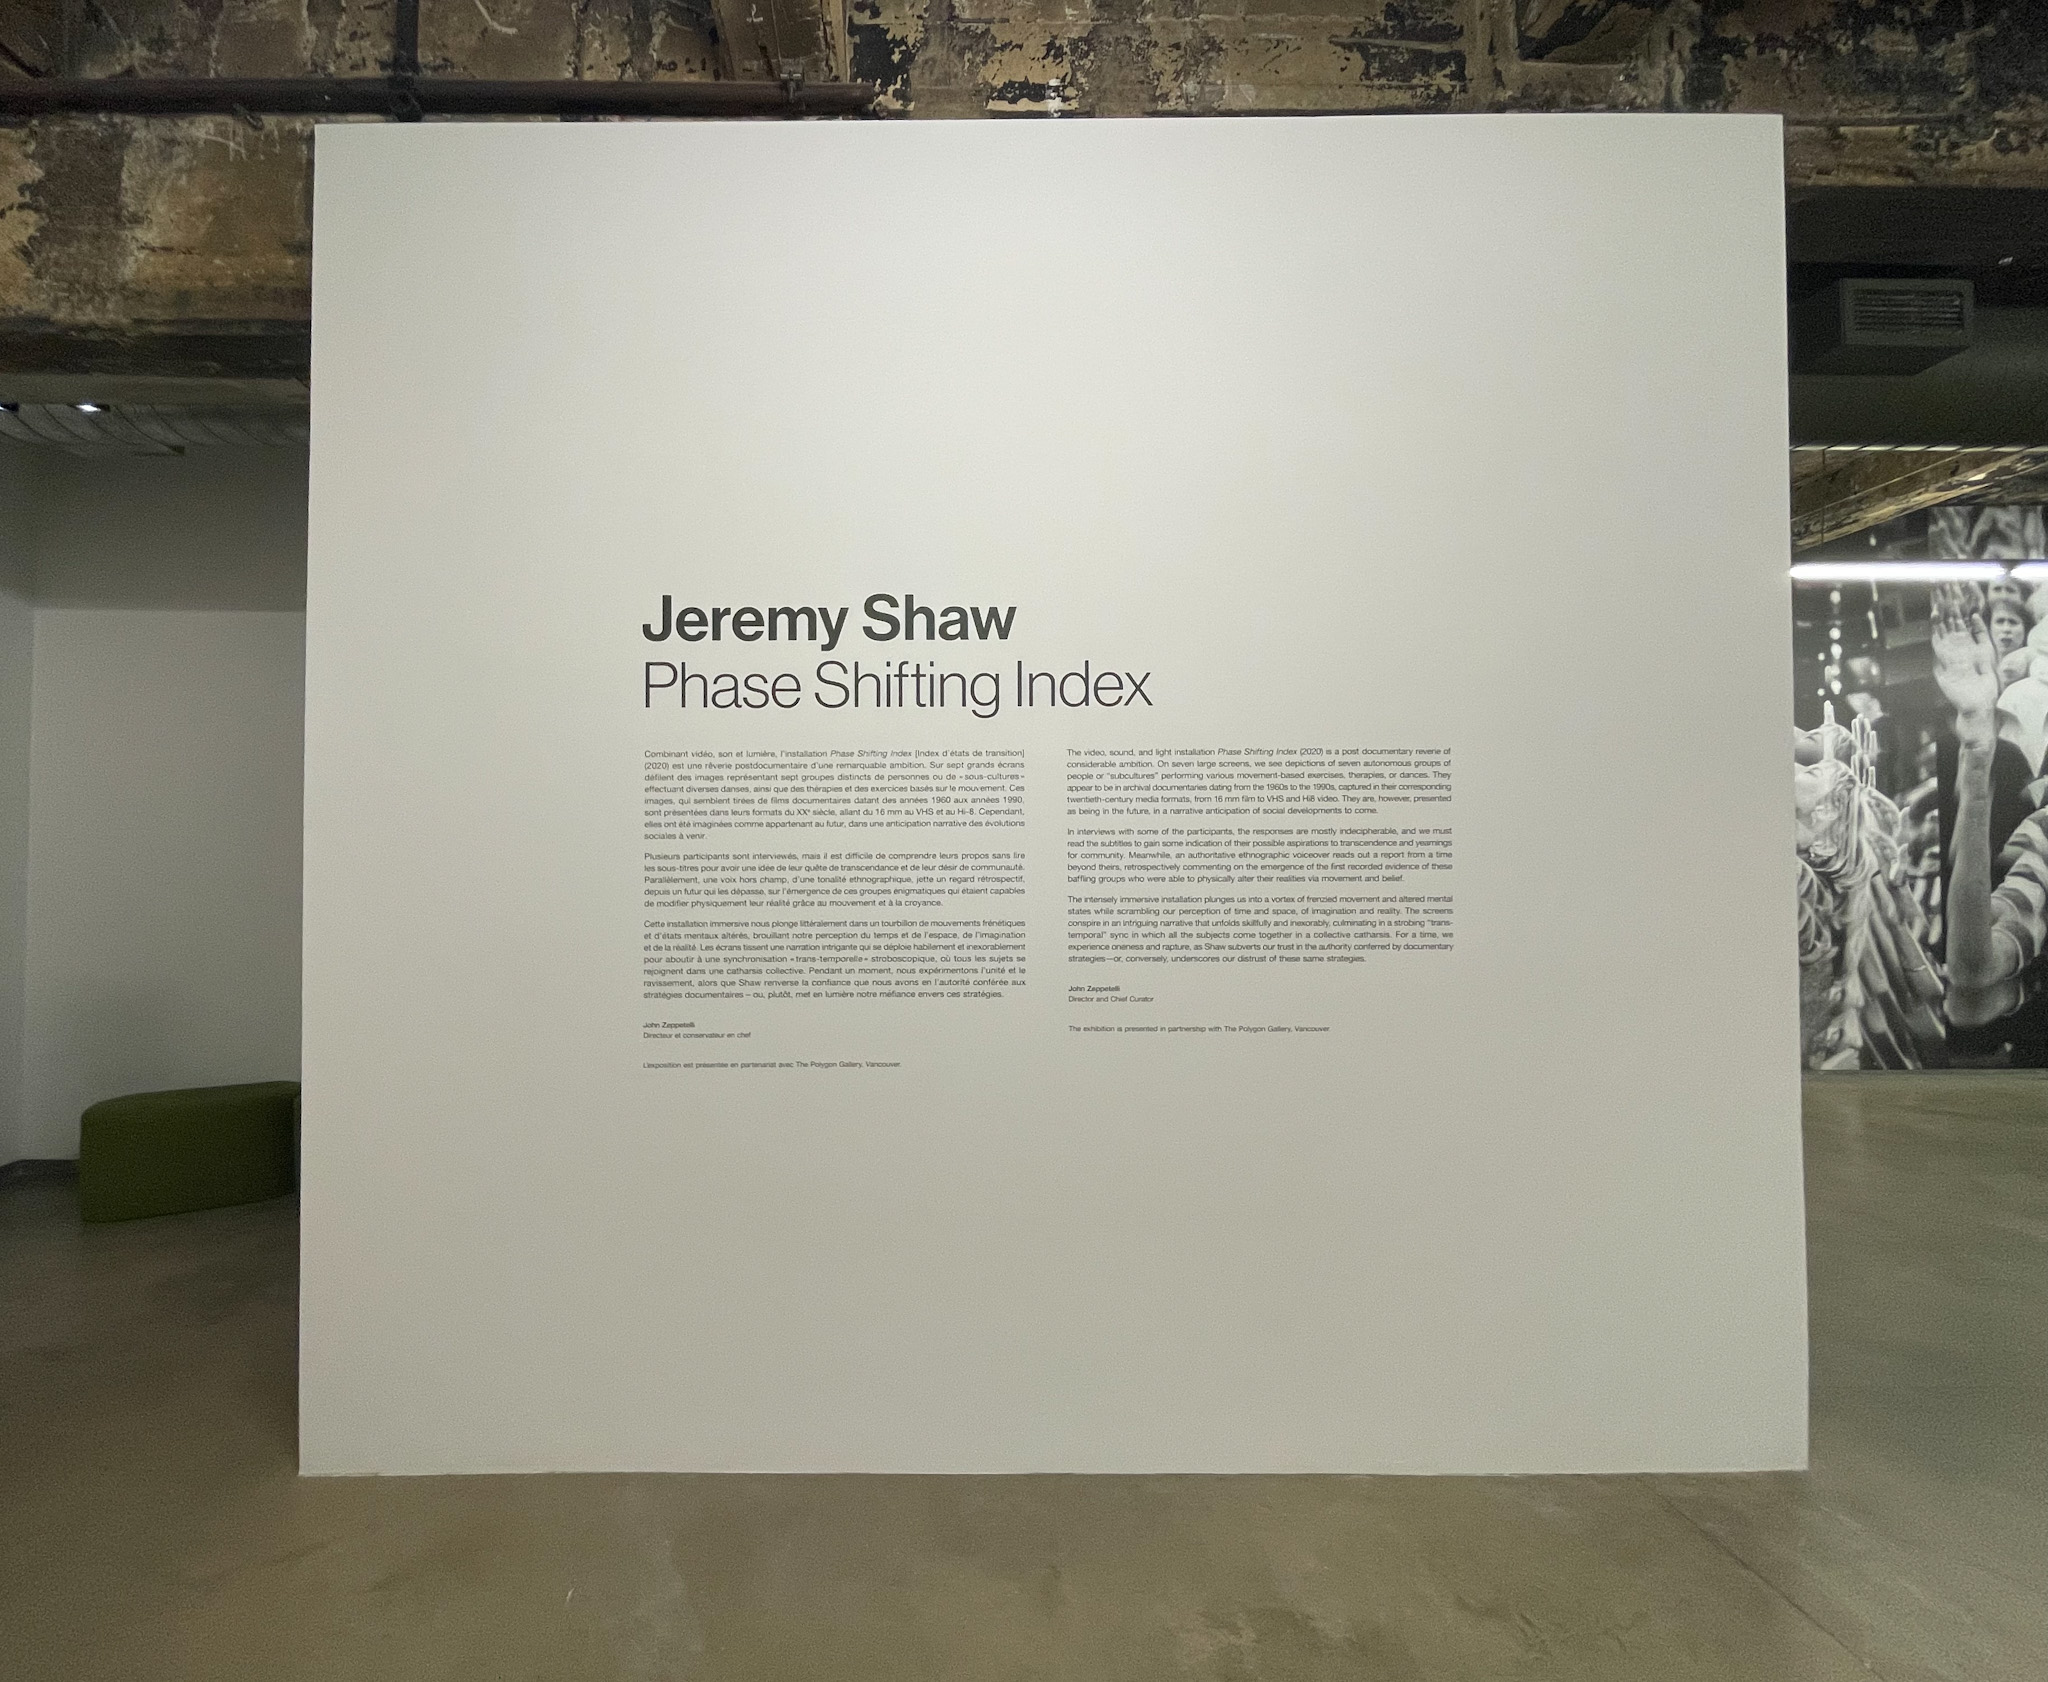 Jeremy Shaw
Phase Shifting Index
Combinant vidéo, son et lumière, l'installation Phase Shifting Index [Index d'états de transition]
(2020) est une rêverie postdocumentaire d'une remarquable ambition. Sur sept grands écrans
défilent des images représentant sept groupes distincts de personnes ou de « sous-cultures »
effectuant diverses danses, ainsi que des thérapies et des exercices basés sur le mouvement. Ces
images, qui semblent tirées de films documentaires datant des années 1960 aux années 1990,
sont présentées dans leurs formats du XXe siècle, allant du 16 mm au VHS et au Hi-8. Cependant,
elles ont été imaginées comme appartenant au futur, dans une anticipation narrative des évolutions
sociales à venir.
Plusieurs participants sont interviewés, mais il est difficile de comprendre leurs propos sans lire
les sous-titres pour avoir une idée de leur quête de transcendance et de leur désir de communauté.
Parallèlement, une voix hors champ, d'une tonalité ethnographique, jette un regard rétrospectif,
depuis un futur qui les dépasse, sur l'émergence de ces groupes énigmatiques qui étaient capables
de modifier physiquement leur réalité grâce au mouvement et à la croyance.
Cette installation immersive nous plonge littéralement dans un tourbillon de mouvements frénétiques
et d'états mentaux altérés, brouillant notre perception du temps et de l'espace, de l'imagination
et de la réalité. Les écrans tissent une narration intrigante qui se déploie habilement et inexorablement
pour aboutir à une synchronisation « trans-temporelle » stroboscopique, où tous les sujets se
rejoignent dans une catharsis collective. Pendant un moment, nous expérimentons l'unité et le
ravissement, alors que Shaw renverse la confiance que nous avons en l'autorité conférée aux
stratégies documentaires – ou, plutôt, met en lumière notre méfiance envers ces stratégies.
John Zeppetelli
Directeur et conservateur en chef
L'exposition est présentée en partenariat avec The Polygon Gallery, Vancouver.
The video, sound, and light installation Phase Shifting Index (2020) is a post documentary reverie of
considerable ambition. On seven large screens, we see depictions of seven autonomous groups of
people or "subcultures" performing various movement-based exercises, therapies, or dances. They
appear to be in archival documentaries dating from the 1960s to the 1990s, captured in their corresponding
twentieth-century media formats, from 16 mm film to VHS and Hi8 video. They are, however, presented
as being in the future, in a narrative anticipation of social developments to come.
In interviews with some of the participants, the responses are mostly indecipherable, and we must
read the subtitles to gain some indication of their possible aspirations to transcendence and yearnings
for community. Meanwhile, an authoritative ethnographic voiceover reads out a report from a time
beyond theirs, retrospectively commenting on the emergence of the first recorded evidence of these
baffling groups who were able to physically alter their realities via movement and belief.
The intensely immersive installation plunges us into a vortex of frenzied movement and altered mental
states while scrambling our perception of time and space, of imagination and reality. The screens
conspire in an intriguing narrative that unfolds skillfully and inexorably, culminating in a strobing "trans-
temporal" sync in which all the subjects come together in a collective catharsis. For a time, we
experience oneness and rapture, as Shaw subverts our trust in the authority conferred by documentary
strategies—or, conversely, underscores our distrust of these same strategies.
John Zeppetelli
Director and Chief Curator
The exhibition is presented in partnership with The Polygon Gallery, Vancouver.